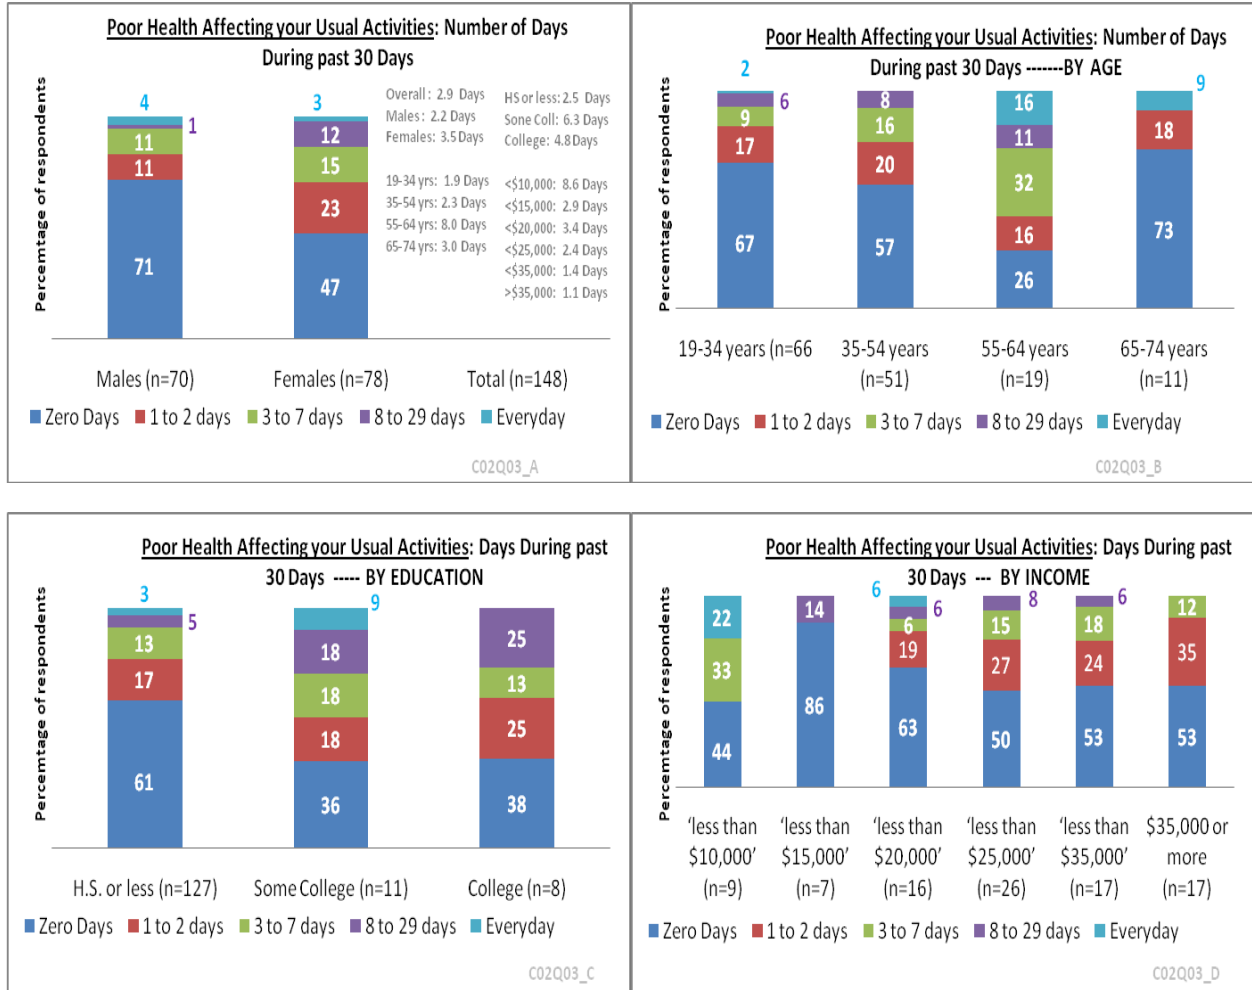 Poor Health Affecting your Usual Activities: Number of Days
During past 30 Days
Percemtage of respondents
4
1
11
11
71
3
12
15
23
47
Overall : 2.9 Days
Males: 2.2 Days
Females: 3.5 Days
19-34 yrs: 1.9 Days
35-54 yrs: 2.3 Days
55-64 yrs: 8.0 Days
65-74 yrs: 3.0 Days
HS or less: 2.5 Days
Sone Coll: 6.3 Days
College: 4.8 Days
<$10,000: 8.6 Days
<$15,000: 2.9 Days
<$20,000: 3.4 Days
<$25,000: 2.4 Days
<$35,000: 1.4 Days
>$35,000: 1.1 Days
Males (n=70)
Females (n=78)
Total (n=148)
Zero Days 1 to 2 days 3 to 7 days 8 to 29 days Everyday
C02Q03_A
Poor Health Affecting your Usual Activities: Number of Days
During past 30 Days -------BY AGE
Percemtage of respondents
2
6
9
17
67
8
16
20
57
16
11
32
16
26
9
18
73
19-34 years (n=66
35-54 years
(n=51)
55-64 years
(n=19)
65-74 years
(n=11)
Zero Days 1 to 2 days 3 to 7 days 8 to 29 days Everyday
C02Q03_B
Poor Health Affecting your Usual Activities: Days During past
30 Days ----- BY EDUCATION
Percemtage of respondents
3
5
13
17
61
9
18
18
18
36
25
13
25
38
H.S. or less (n=127)
Some College (n=11)
College (n=8)
Zero Days 1 to 2 days 3 to 7 days 8 to 29 days Everyday
C02Q03_C
Poor Health Affecting your Usual Activities: Days During past
30 Days --- BY INCOME
Percemtage of respondents
22
33
44
14
86
6
6
6
19
63
8
15
27
50
6
18
24
53
12
35
53
'less than
$10,000'
(n=9)
'less than
$15,000'
(n=7)
'less than
$20,000'
(n=16)
'less than
$25,000'
(n=26)
'less than
$35,000'
(n=17)
$35,000 or
more
(n=17)
Zero Days 1 to 2 days 3 to 7 days 8 to 29 days Everyday
C02Q03_D